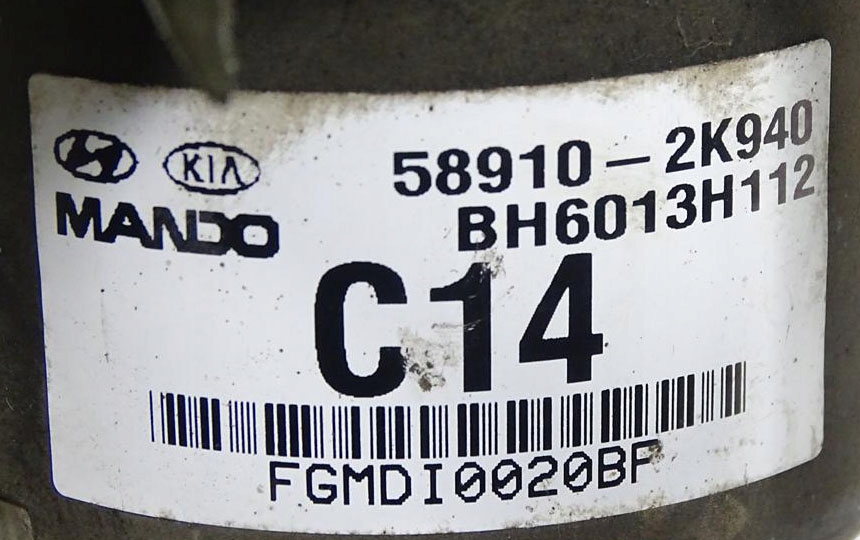 KIA
MANDO
58910-2K940
BH6013H112
C14
FGMDI0020BF